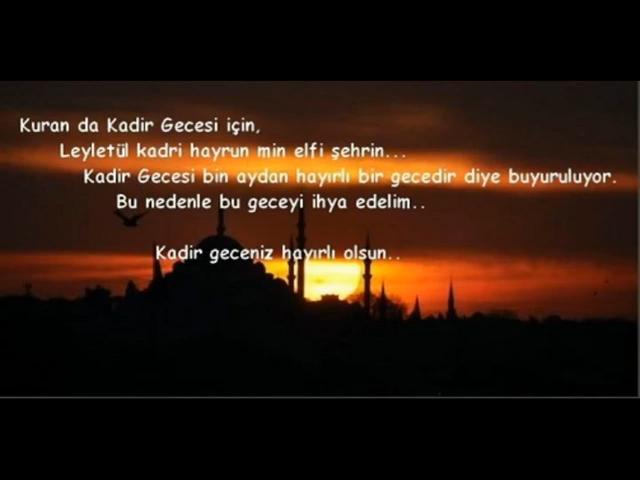 Kuran da Kadir Gecesi için,
Leyletül kadri hayrun min elfi şehrin...
Kadir Gecesi bin aydan hayırlı bir gecedir diye buyuruluyor.
Bu nedenle bu geceyi ihya edelim..
Kadir geceniz hayırlı olsun..